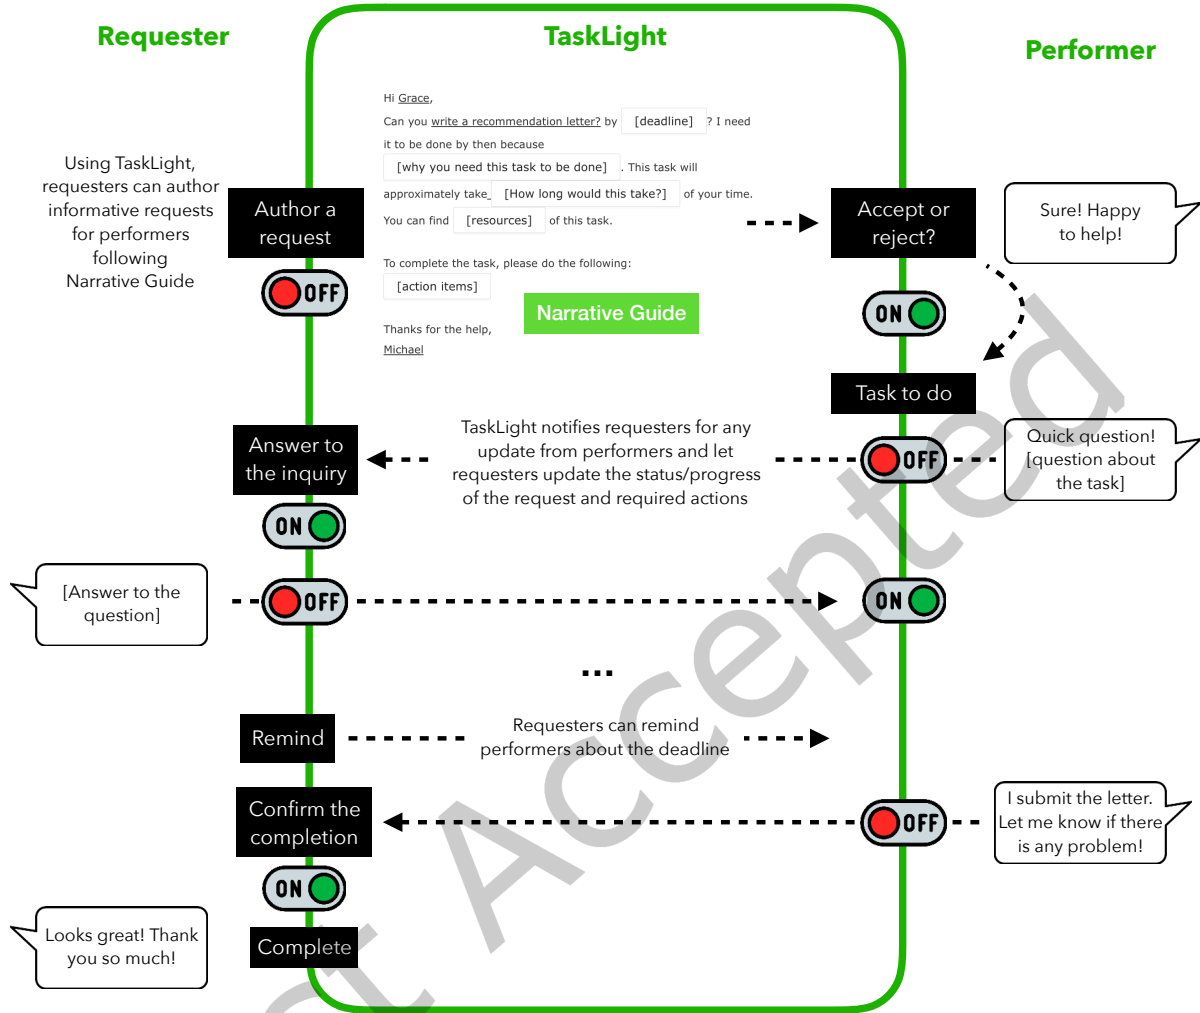 Requester
TaskLight
Performer
Using TaskLight,
requesters can author
informative requests
for performers
following
Narrative Guide
Author a
request
OFF
Hi Grace,
Can you write a recommendation letter? by [deadline] ? I need
it to be done by then because
[why you need this task to be done] . This task will
approximately take_ [How long would this take?] of your time.
You can find [resources] of this task.
To complete the task, please do the following:
[action items]
Narrative Guide
Thanks for the help,
Michael
Accept or
reject?
Sure! Happy
to help!
ON
Task to do
OFF
Quick question!
[question about
the task]
TaskLight notifies requesters for any
update from performers and let
requesters update the status/progress
of the request and required actions
Answer to
the inquiry
ON
[Answer to the
question]
OFF
ON
...
Remind
Requesters can remind
performers about the deadline
Confirm the
completion
OFF
I submit the letter.
Let me know if there
is any problem!
ON
Looks great! Thank
you so much!
Complete
Accepted